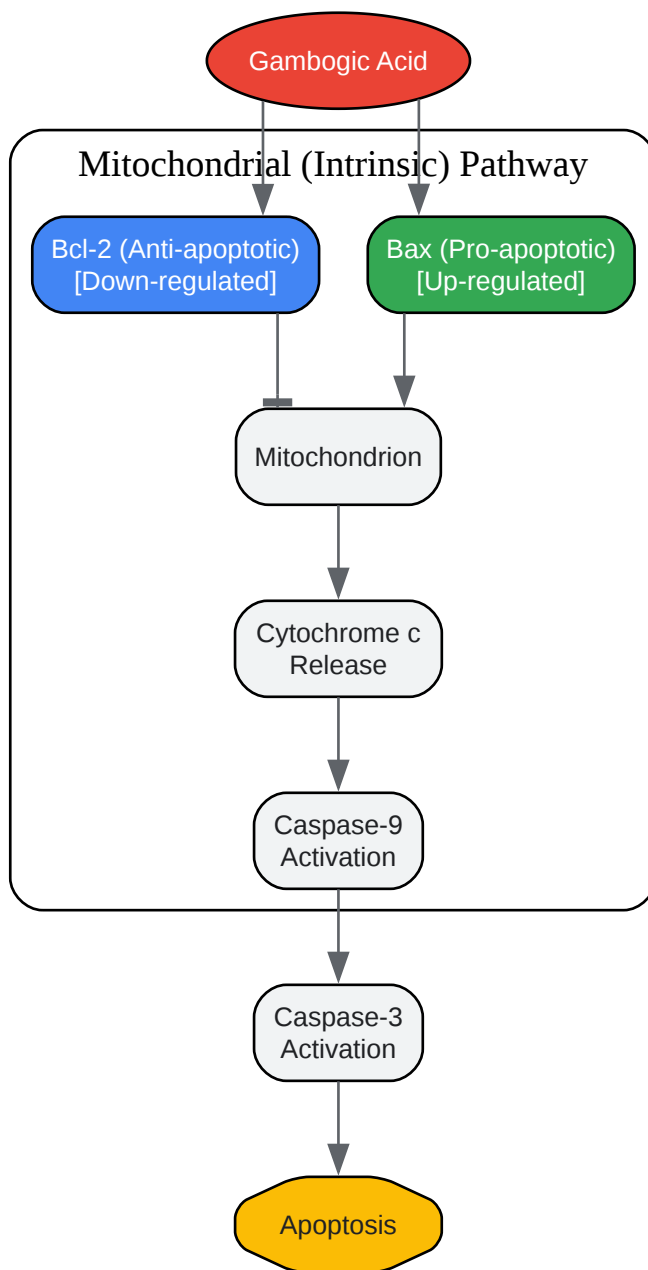 Gambogic Acid
Mitochondrial (Intrinsic) Pathway
Bcl-2 (Anti-apoptotic)
[Down-regulated]
Bax (Pro-apoptotic)
[Up-regulated]
Mitochondrion
Cytochrome c
Release
Caspase-9
Activation
Caspase-3
Activation
Apoptosis